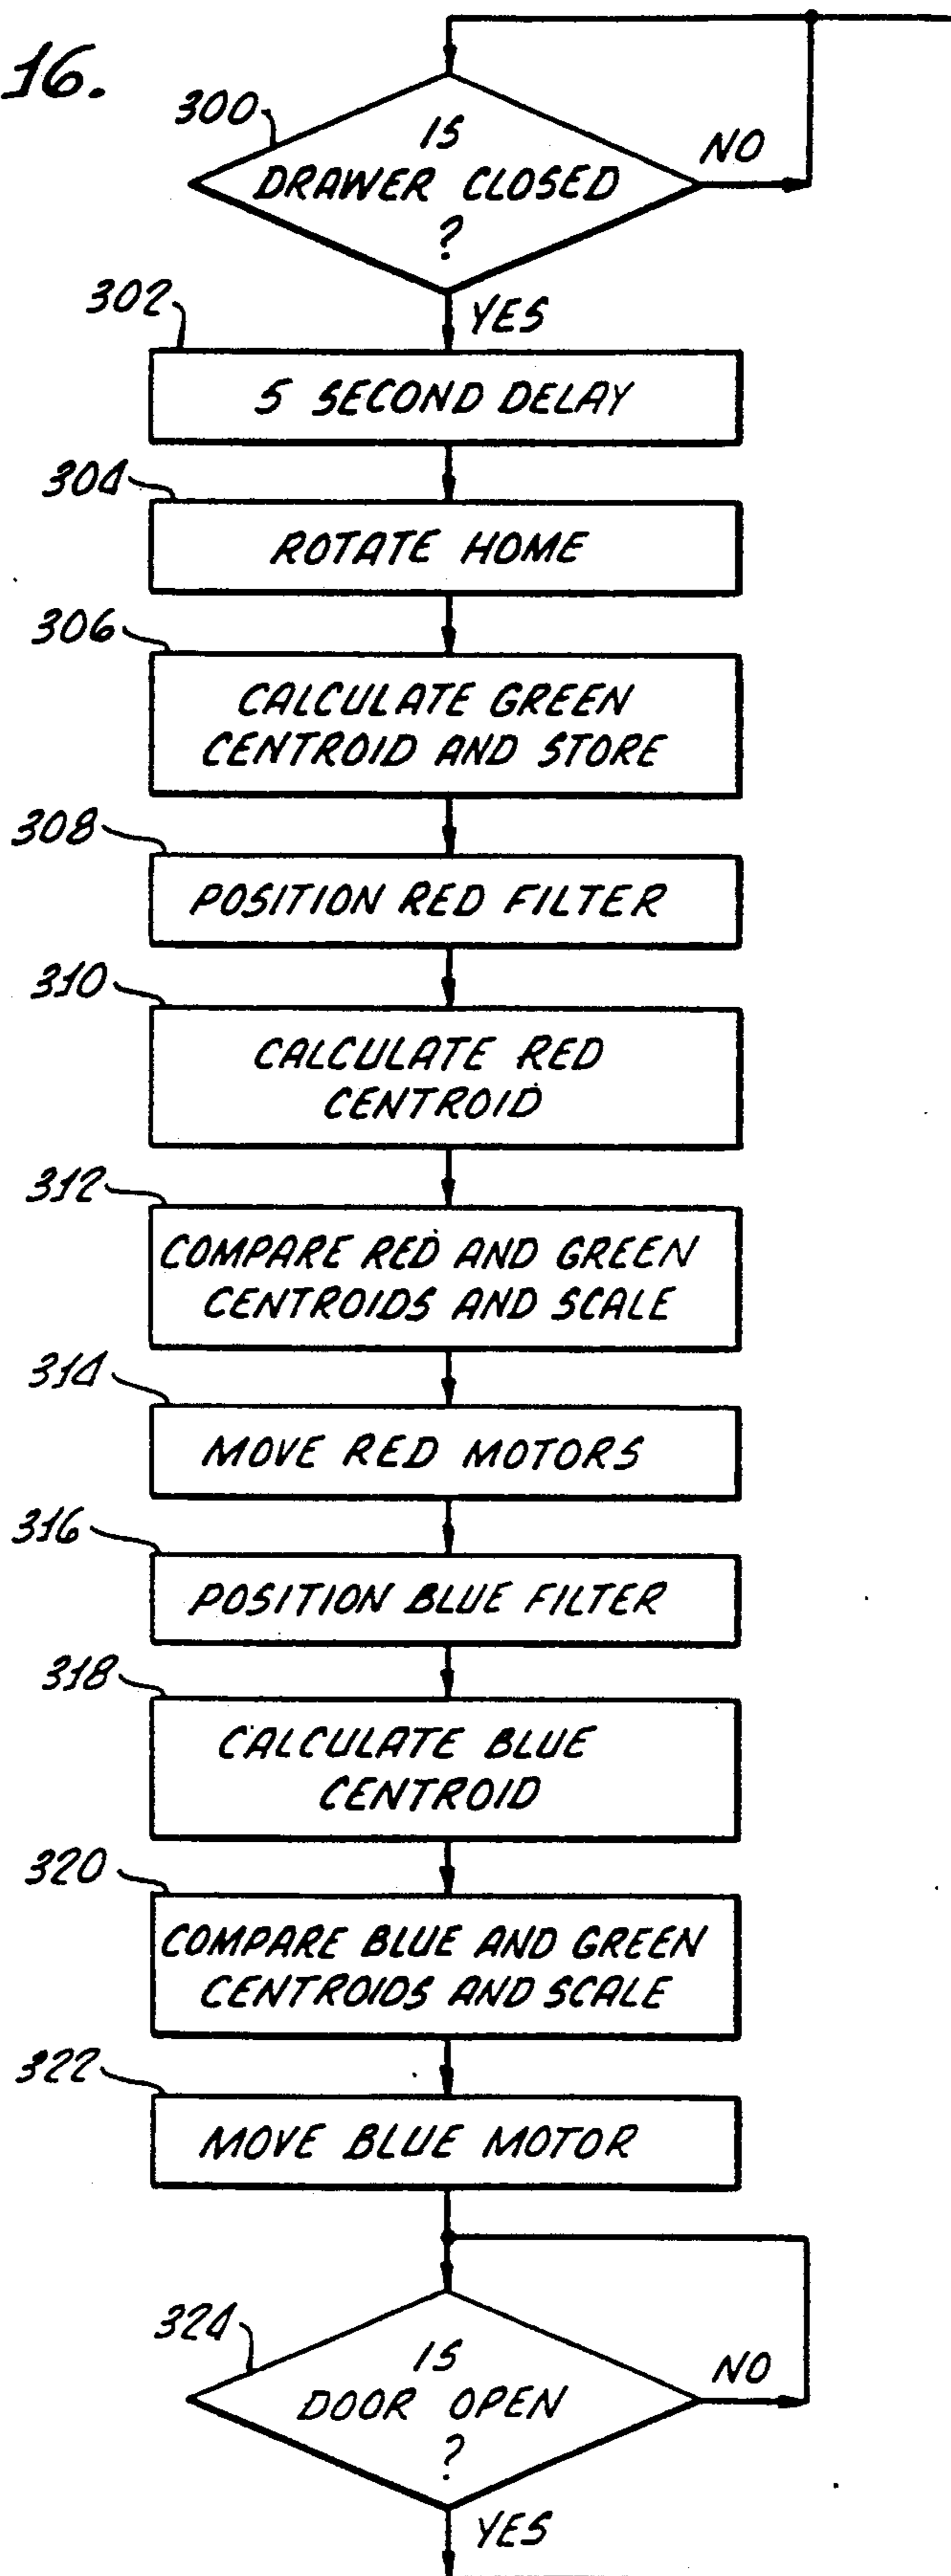 16.
300
IS
DRAWER CLOSED
?
NO
YES
302
5 SECOND DELAY
304
ROTATE HOME
306
CALCULATE GREEN
CENTROID AND STORE
308
POSITION RED FILTER
310
CALCULATE RED
CENTROID
312
COMPARE RED AND GREEN
CENTROIDS AND SCALE
314
MOVE RED MOTORS
316
POSITION BLUE FILTER
318
CALCULATE BLUE
CENTROID
320
COMPARE BLUE AND GREEN
CENTROIDS AND SCALE
322
MOVE BLUE MOTOR
324
IS
DOOR OPEN
?
NO
YES